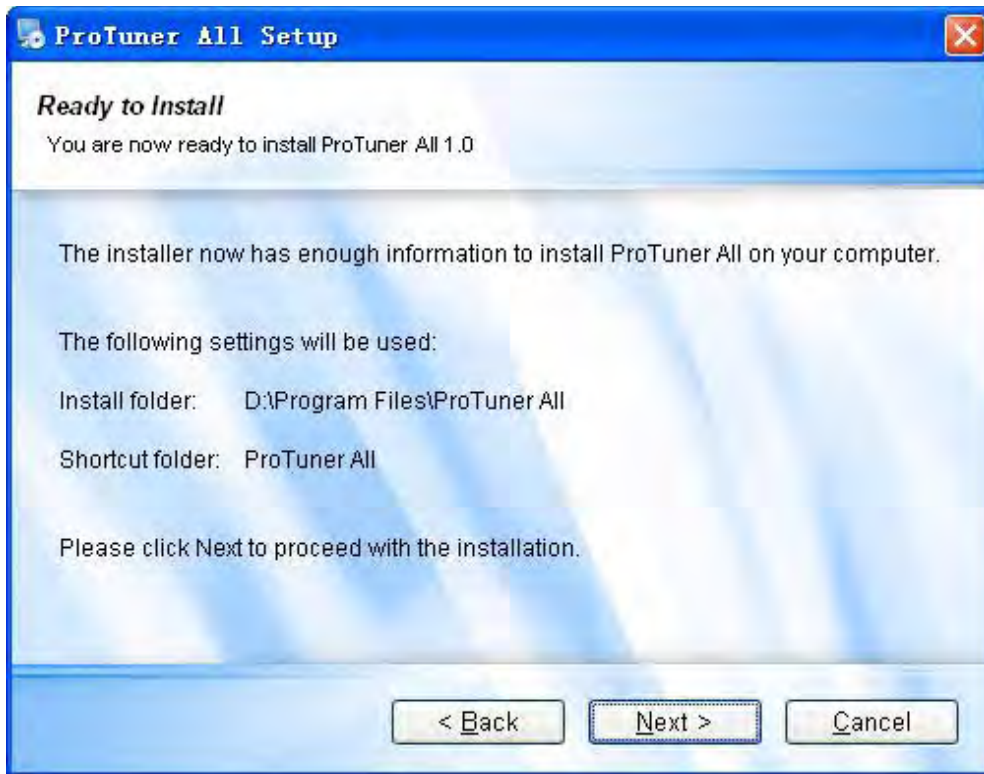 ProTuner All Setup
Ready to Install
You are now ready to install ProTuner All 1.0
The installer now has enough information to install ProTuner All on your computer.
The following settings will be used:
Install folder: D:\Program Files\ProTuner All
Shortcut folder: ProTuner All
Please click Next to proceed with the installation.
< Back Next > Cancel